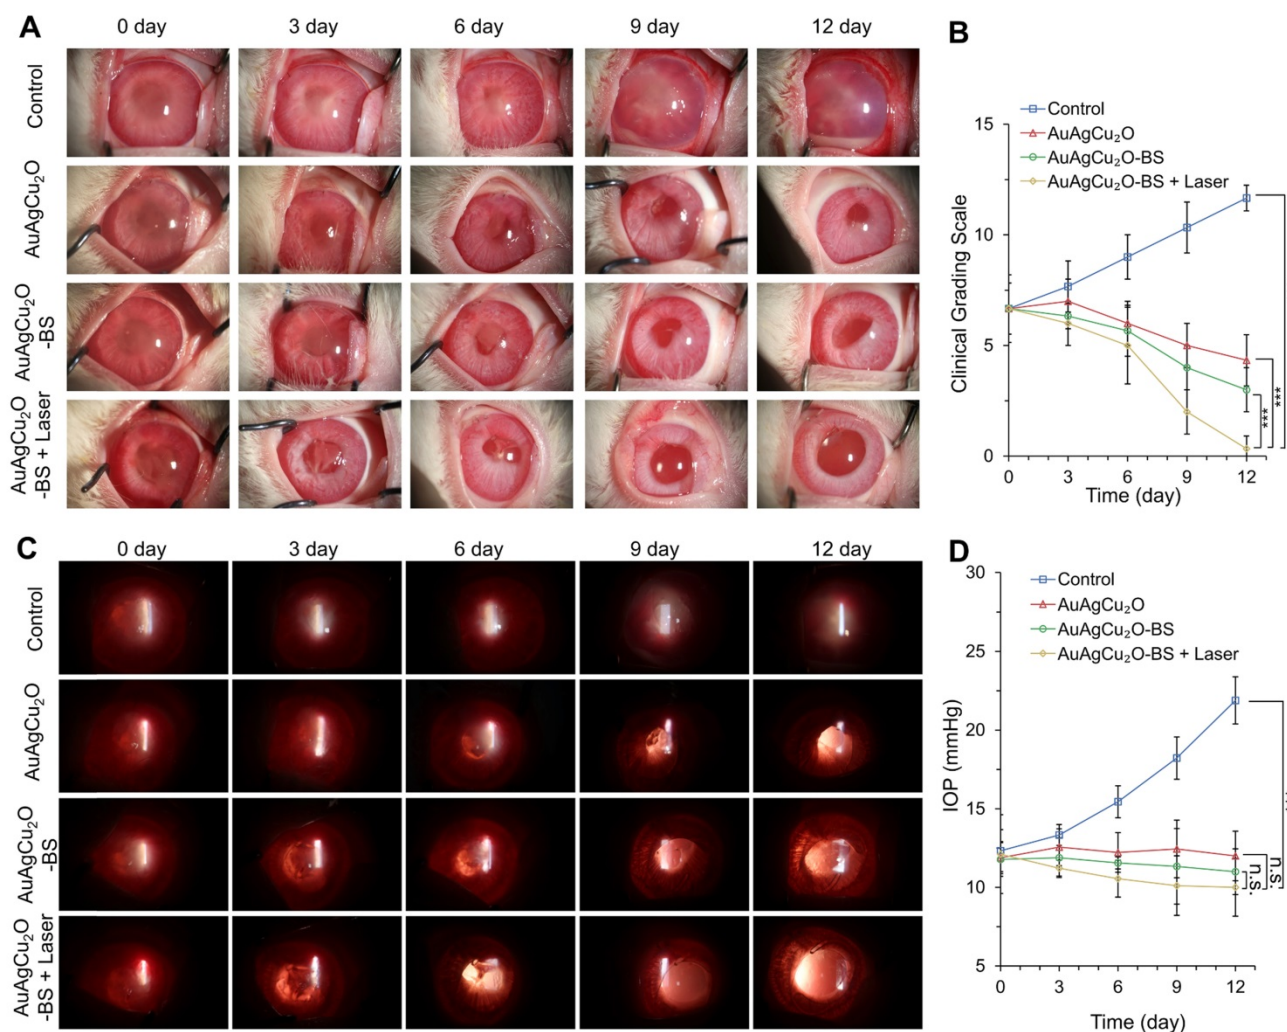 A
0 day 3 day 6 day 9 day 12 day
Control
AuAgCu₂O
AuAgCu₂O
-BS
AuAgCu₂O
-BS + Laser
B
Control
AuAgCu₂O
AuAgCu₂O-BS
AuAgCu₂O-BS + Laser
Clinical Grading Scale
15
10
5
0
0 3 6 9 12
Time (day)
***
***
C
0 day 3 day 6 day 9 day 12 day
Control
AuAgCu₂O
AuAgCu₂O
-BS
AuAgCu₂O
-BS + Laser
D
Control
AuAgCu₂O
AuAgCu₂O-BS
AuAgCu₂O-BS + Laser
IOP (mmHg)
30
25
20
15
10
5
0 3 6 9 12
Time (day)
n.s.
n.s.